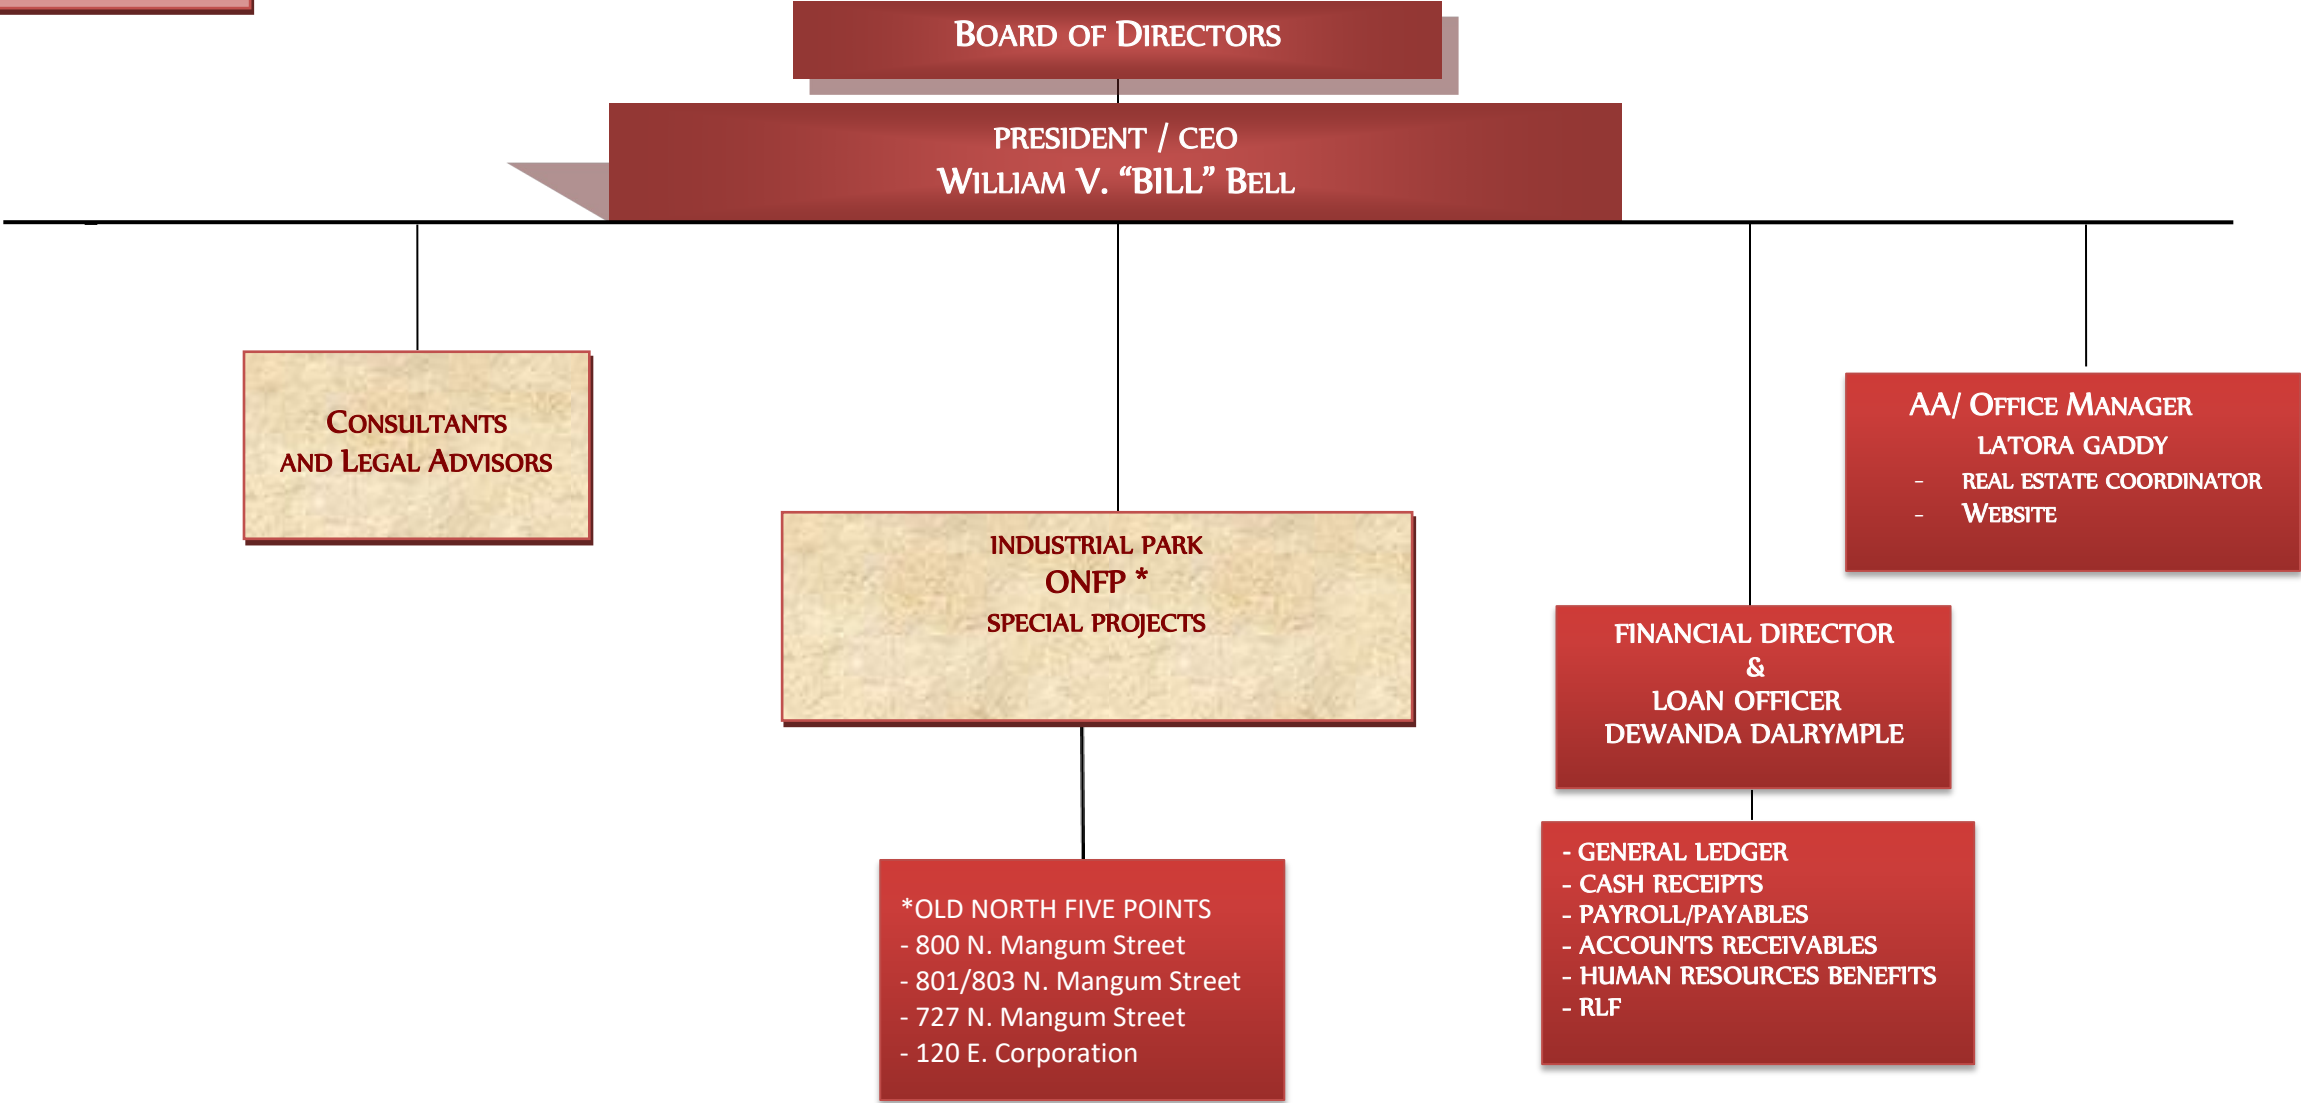 BOARD OF DIRECTORS
PRESIDENT / CEO
WILLIAM V. “BILL” BELL
CONSULTANTS
AND LEGAL ADVISORS
INDUSTRIAL PARK
ONFP *
SPECIAL PROJECTS
AA/ OFFICE MANAGER
LATORA GADDY
- REAL ESTATE COORDINATOR
- WEBSITE
FINANCIAL DIRECTOR
&
LOAN OFFICER
DEWANDA DALRYMPLE
*OLD NORTH FIVE POINTS
- 800 N. Mangum Street
- 801/803 N. Mangum Street
- 727 N. Mangum Street
- 120 E. Corporation
- GENERAL LEDGER
- CASH RECEIPTS
- PAYROLL/PAYABLES
- ACCOUNTS RECEIVABLES
- HUMAN RESOURCES BENEFITS
- RLF